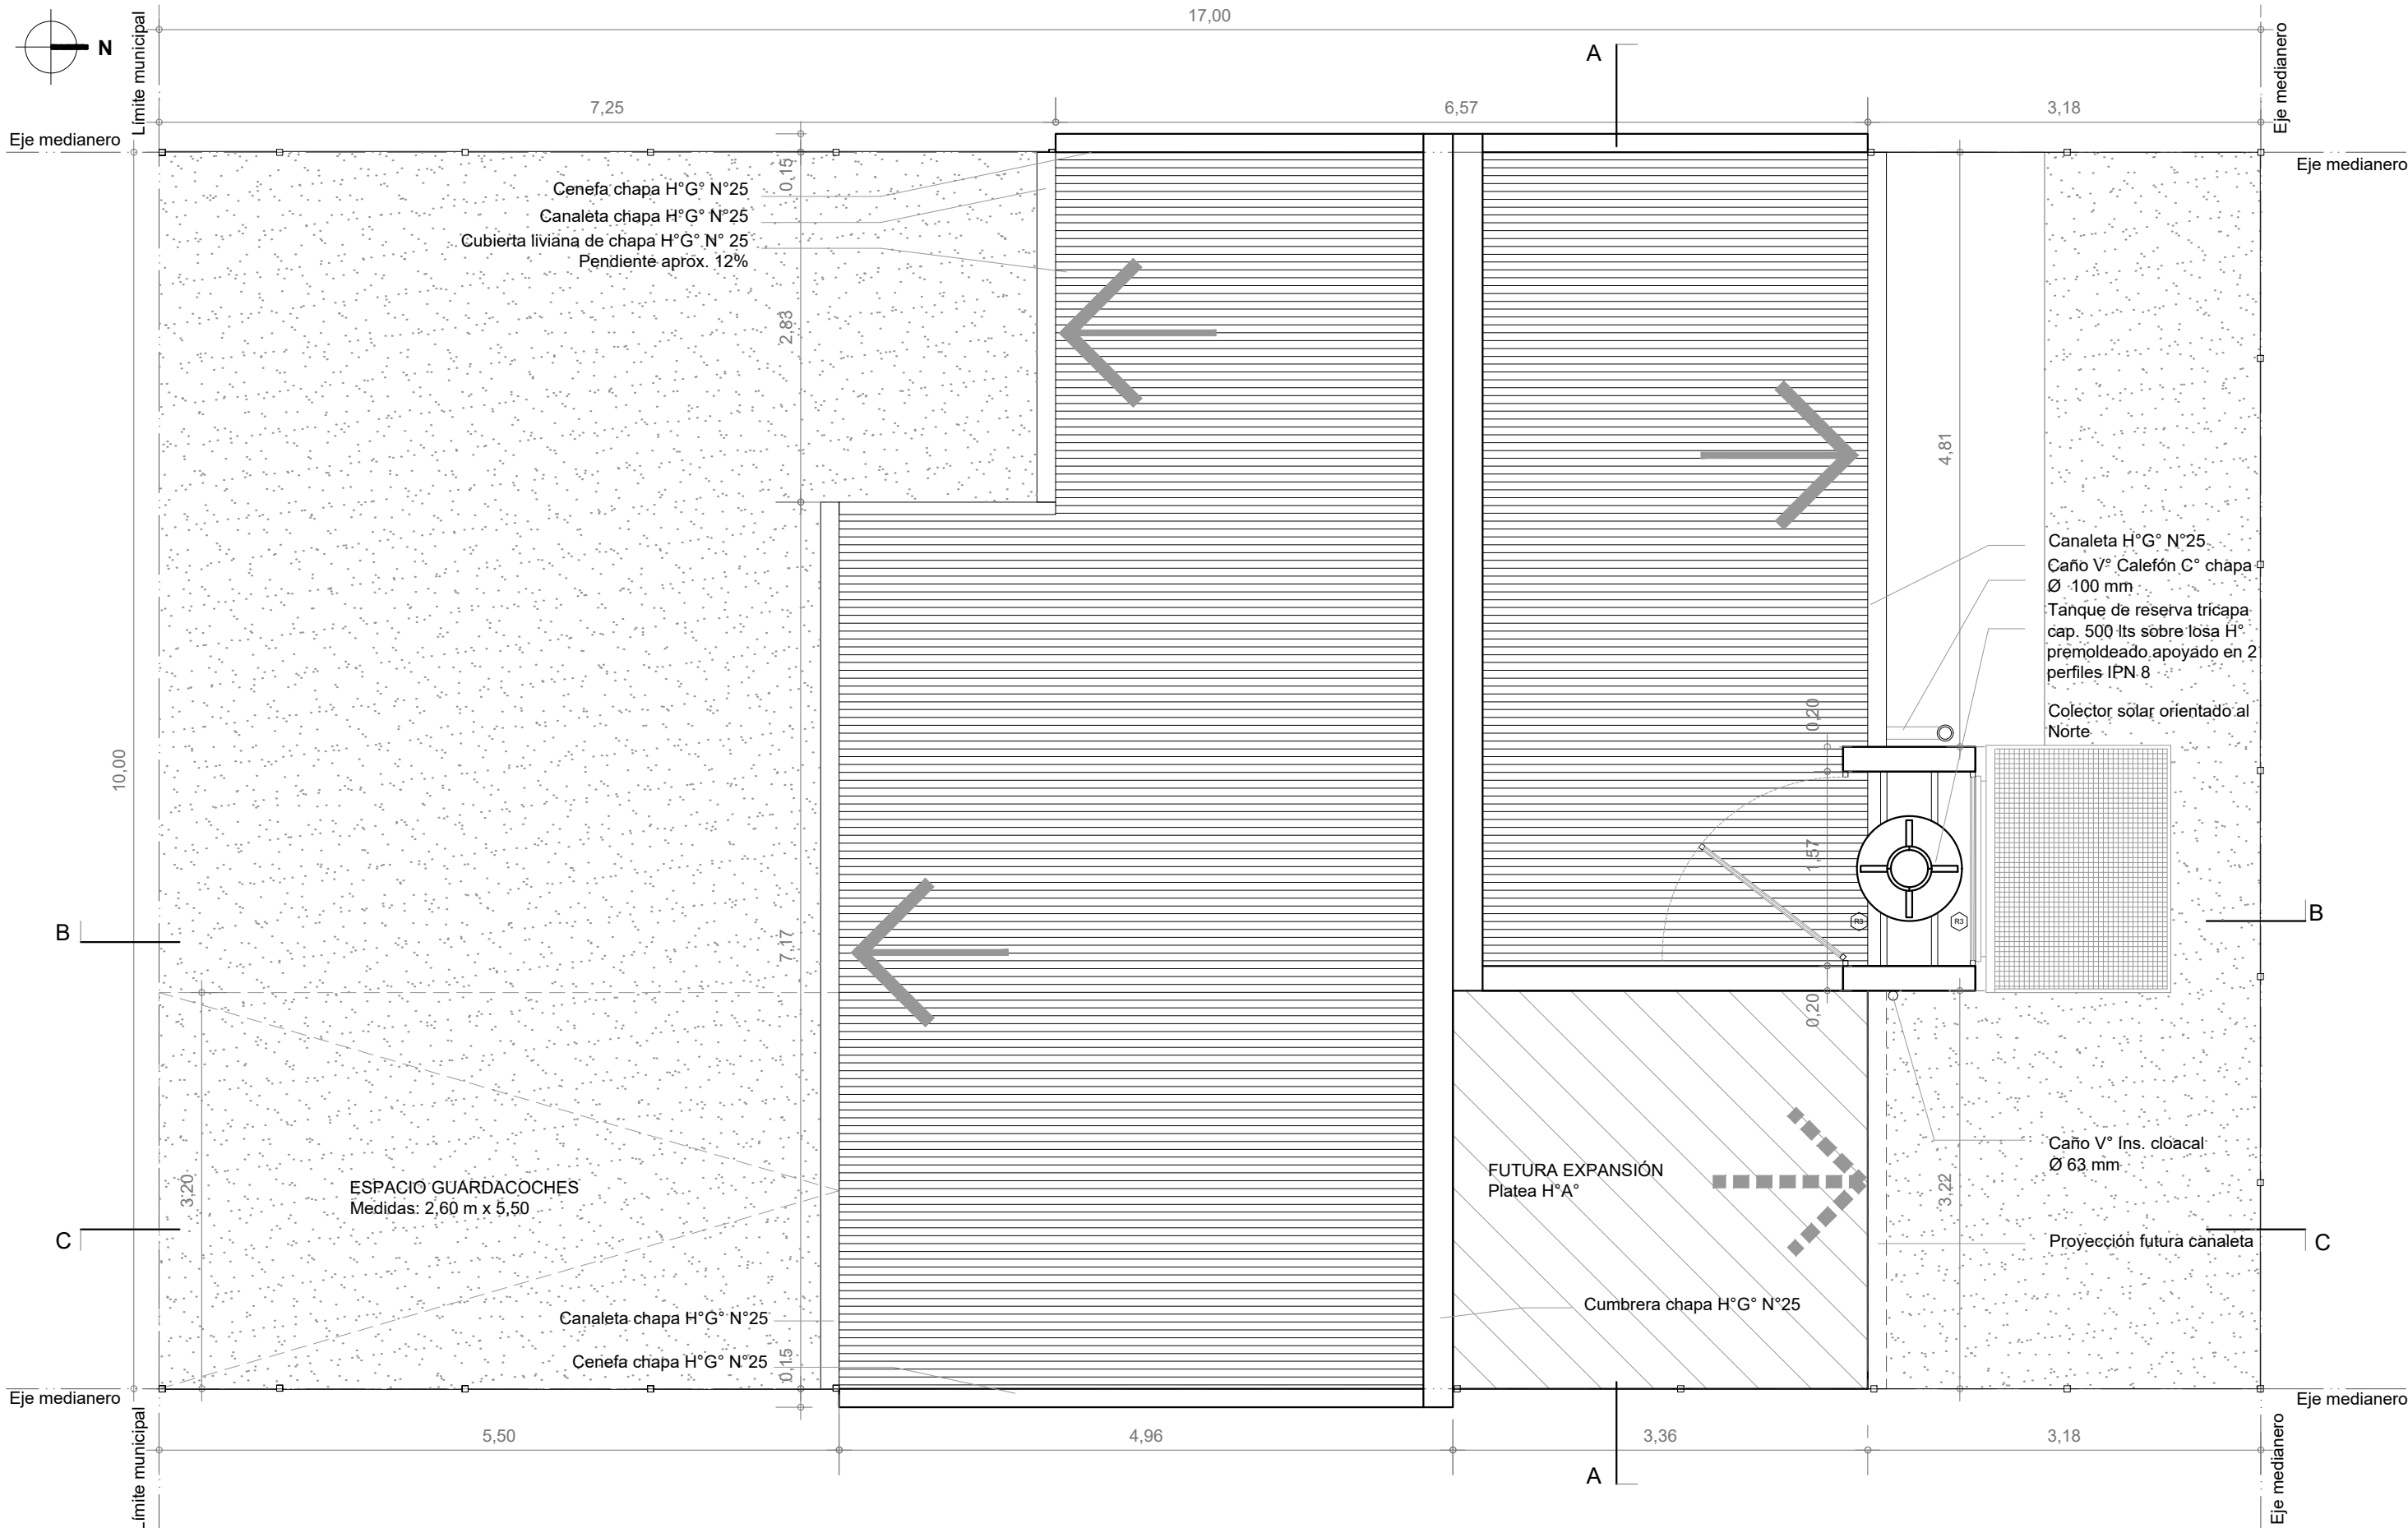 17,00
N
Límite municipal
Eje medianero
A
7,25
6,57
3,18
Eje medianero
Eje medianero
0,15
Cenefa chapa H°G° N°25
Canaleta chapa H°G° N°25
Cubierta liviana de chapa H°G° N° 25
Pendiente aprox. 12%
2,83
4,81
Canaleta H°G° N°25
Caño V° Calefón C° chapa
Ø 100 mm
Tanque de reserva tricapa
cap. 500 lts sobre losa H°
premoldeado apoyado en 2
perfiles IPN 8
Colector solar orientado al
Norte
0,20
10,00
1,57
R3
R3
B
B
7,17
0,20
Caño V° Ins. cloacal
Ø 63 mm
FUTURA EXPANSIÓN
Platea H°A°
3,20
ESPACIO GUARDACOCHES
Medidas: 2,60 m x 5,50
3,22
C
Proyección futura canaleta
C
Cumbrera chapa H°G° N°25
Canaleta chapa H°G° N°25
Cenefa chapa H°G° N°25
0,15
Eje medianero
Eje medianero
Límite municipal
5,50
4,96
3,36
3,18
Eje medianero
A